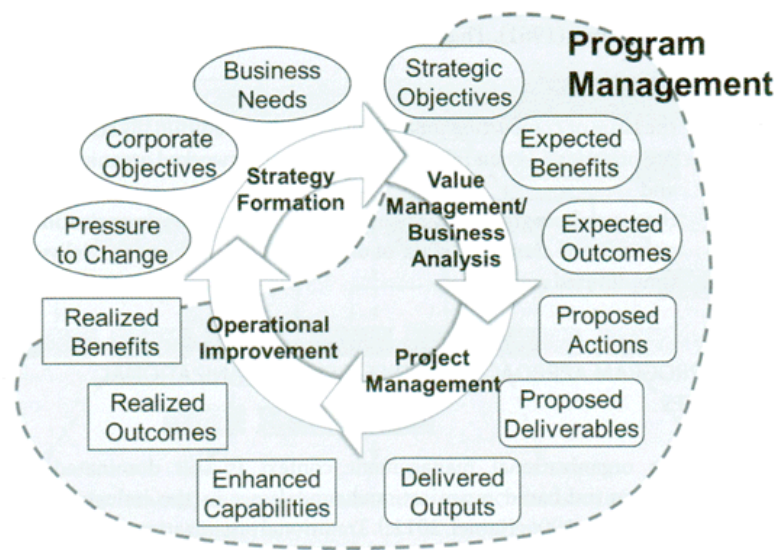 Program
Management
Business
Needs
Strategic
Objectives
Corporate
Objectives
Expected
Benefits
Strategy
Formation
Value
Management/
Business
Analysis
Pressure
to Change
Expected
Outcomes
Realized
Benefits
Operational
Improvement
Project
Management
Proposed
Actions
Realized
Outcomes
Proposed
Deliverables
Enhanced
Capabilities
Delivered
Outputs